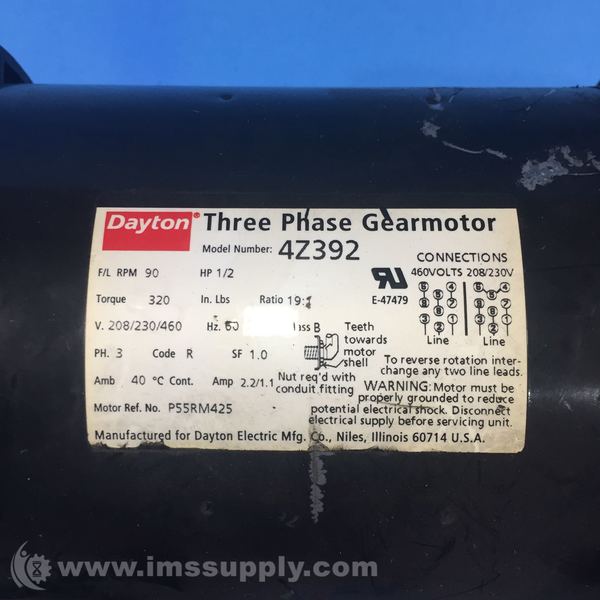 Dayton® Three Phase Gearmotor
Model Number: 4Z392
F/L RPM 90 HP 1/2
Torque 320 In. Lbs Ratio 19:1
V. 208/230/460 Hz. 60 B
PH. 3 Code R SF 1.0
Amb 40 °C Cont. Amp 2.2/1.1
Motor Ref. No. P55RM425
Teeth
towards
motor
shell
Nut req'd with
conduit fitting
E-47479
CONNECTIONS
460VOLTS 208/230V
Line Line
To reverse rotation inter-
change any two line leads.
WARNING: Motor must be
properly grounded to reduce
potential electrical shock. Disconnect
electrical supply before servicing unit.
Manufactured for Dayton Electric Mfg. Co., Niles, Illinois 60714 U.S.A.
www.imssupply.com